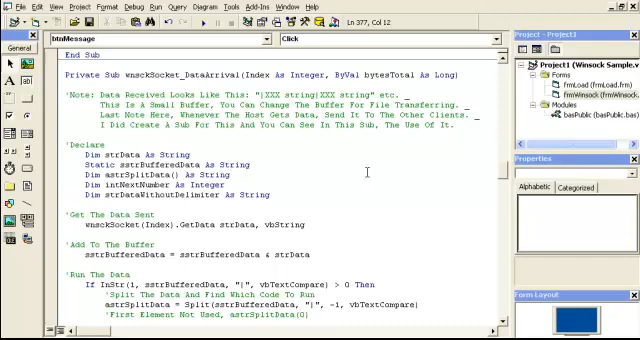 File Edit View Project Format Debug Run Query Diagram Tools Add-Ins Window Help
Ln 377, Col 12
General
btnMessage
Click
End Sub
Private Sub wnsckSocket_DataArrival(Index As Integer, ByVal bytesTotal As Long)
'Note: Data Received Looks Like This: "|XXX string|XXX string" etc. _
This Is A Small Buffer, You Can Change The Buffer For File Transferring. _
Last Note Here, Whenever The Host Gets Data, Send It To The Other Clients. _
I Did Create A Sub For This And You Can See In This Sub, The Use Of It.
'Declare
Dim strData As String
Static sstrBufferedData As String
Dim astrSplitData() As String
Dim intNextNumber As Integer
Dim strDataWithoutDelimiter As String
'Get The Data Sent
wnsckSocket(Index).GetData strData, vbString
'Add To The Buffer
sstrBufferedData = sstrBufferedData & strData
'Run The Data
If InStr(1, sstrBufferedData, "|", vbTextCompare) > 0 Then
'Split The Data And Find Which Code To Run
astrSplitData = Split(sstrBufferedData, "|", -1, vbTextCompare)
'First Element Not Used, astrSplitData(0)
Project - Project1
Project1 (Winsock Sample.v
Forms
frmLoad (frmLoad.frm)
frmWinsock (frmWinsock.
Modules
basPublic (basPublic.bas)
Properties
Alphabetic Categorized
Form Layout